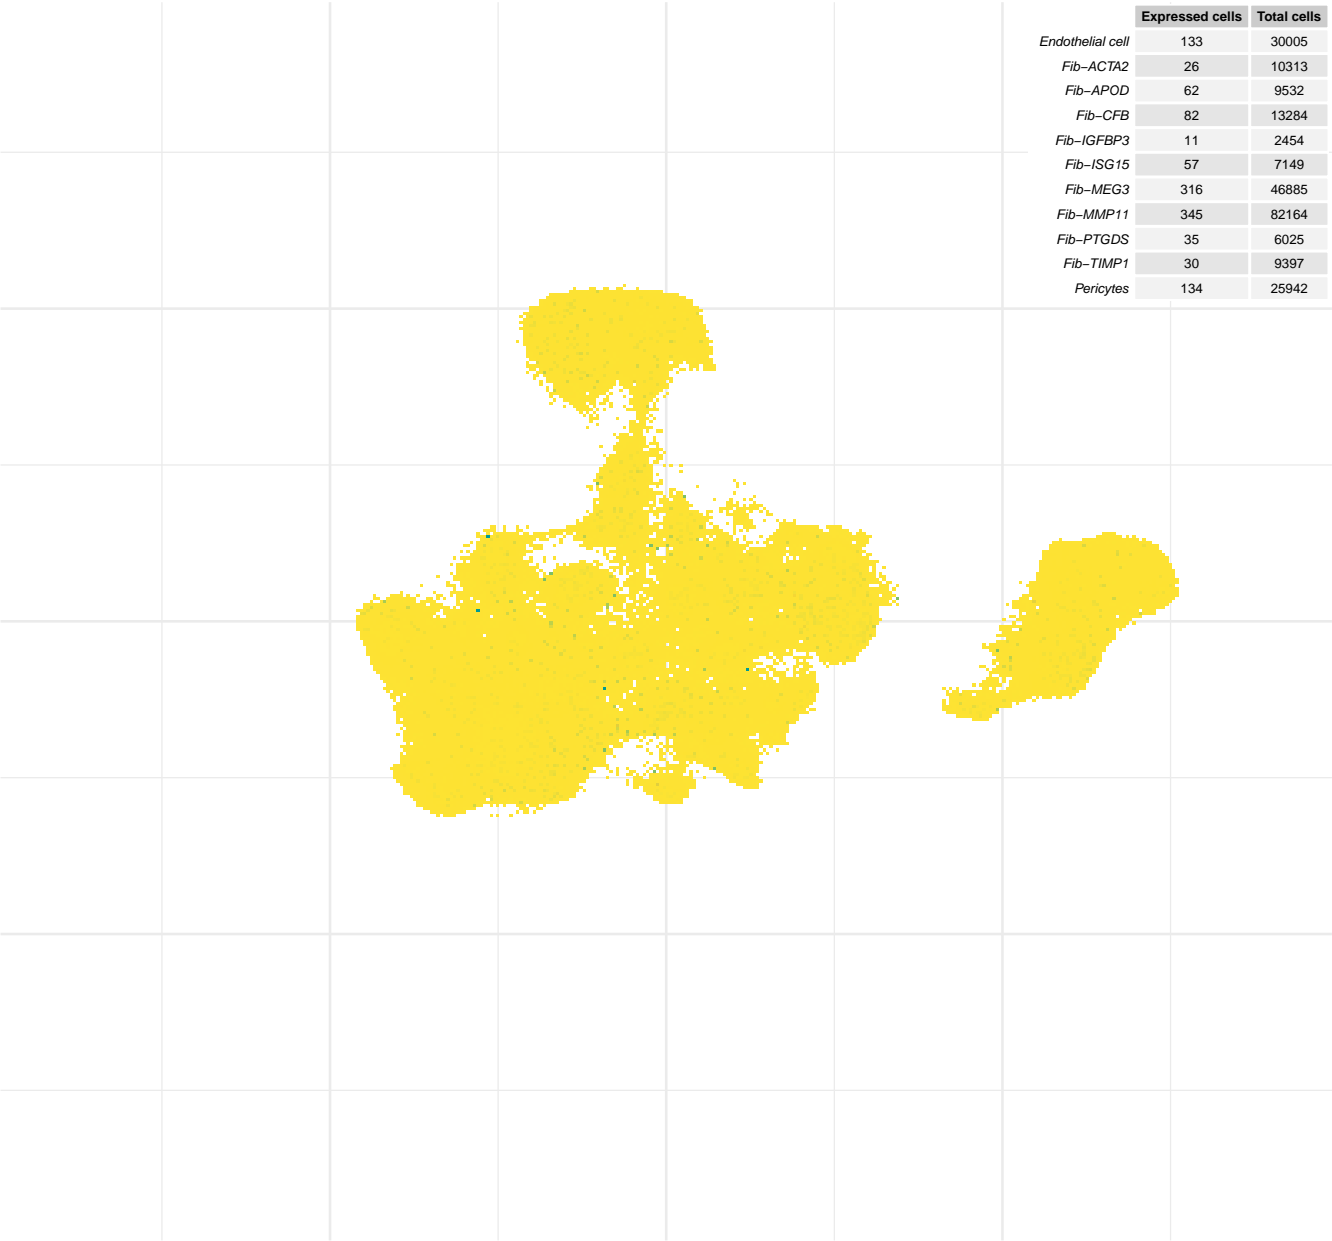 Expressed cells Total cells
Endothelial cell 133 30005
Fib−ACTA2 26 10313
Fib−APOD 62 9532
Fib−CFB 82 13284
Fib−IGFBP3 11 2454
Fib−ISG15 57 7149
Fib−MEG3 316 46885
Fib−MMP11 345 82164
Fib−PTGDS 35 6025
Fib−TIMP1 30 9397
Pericytes 134 25942